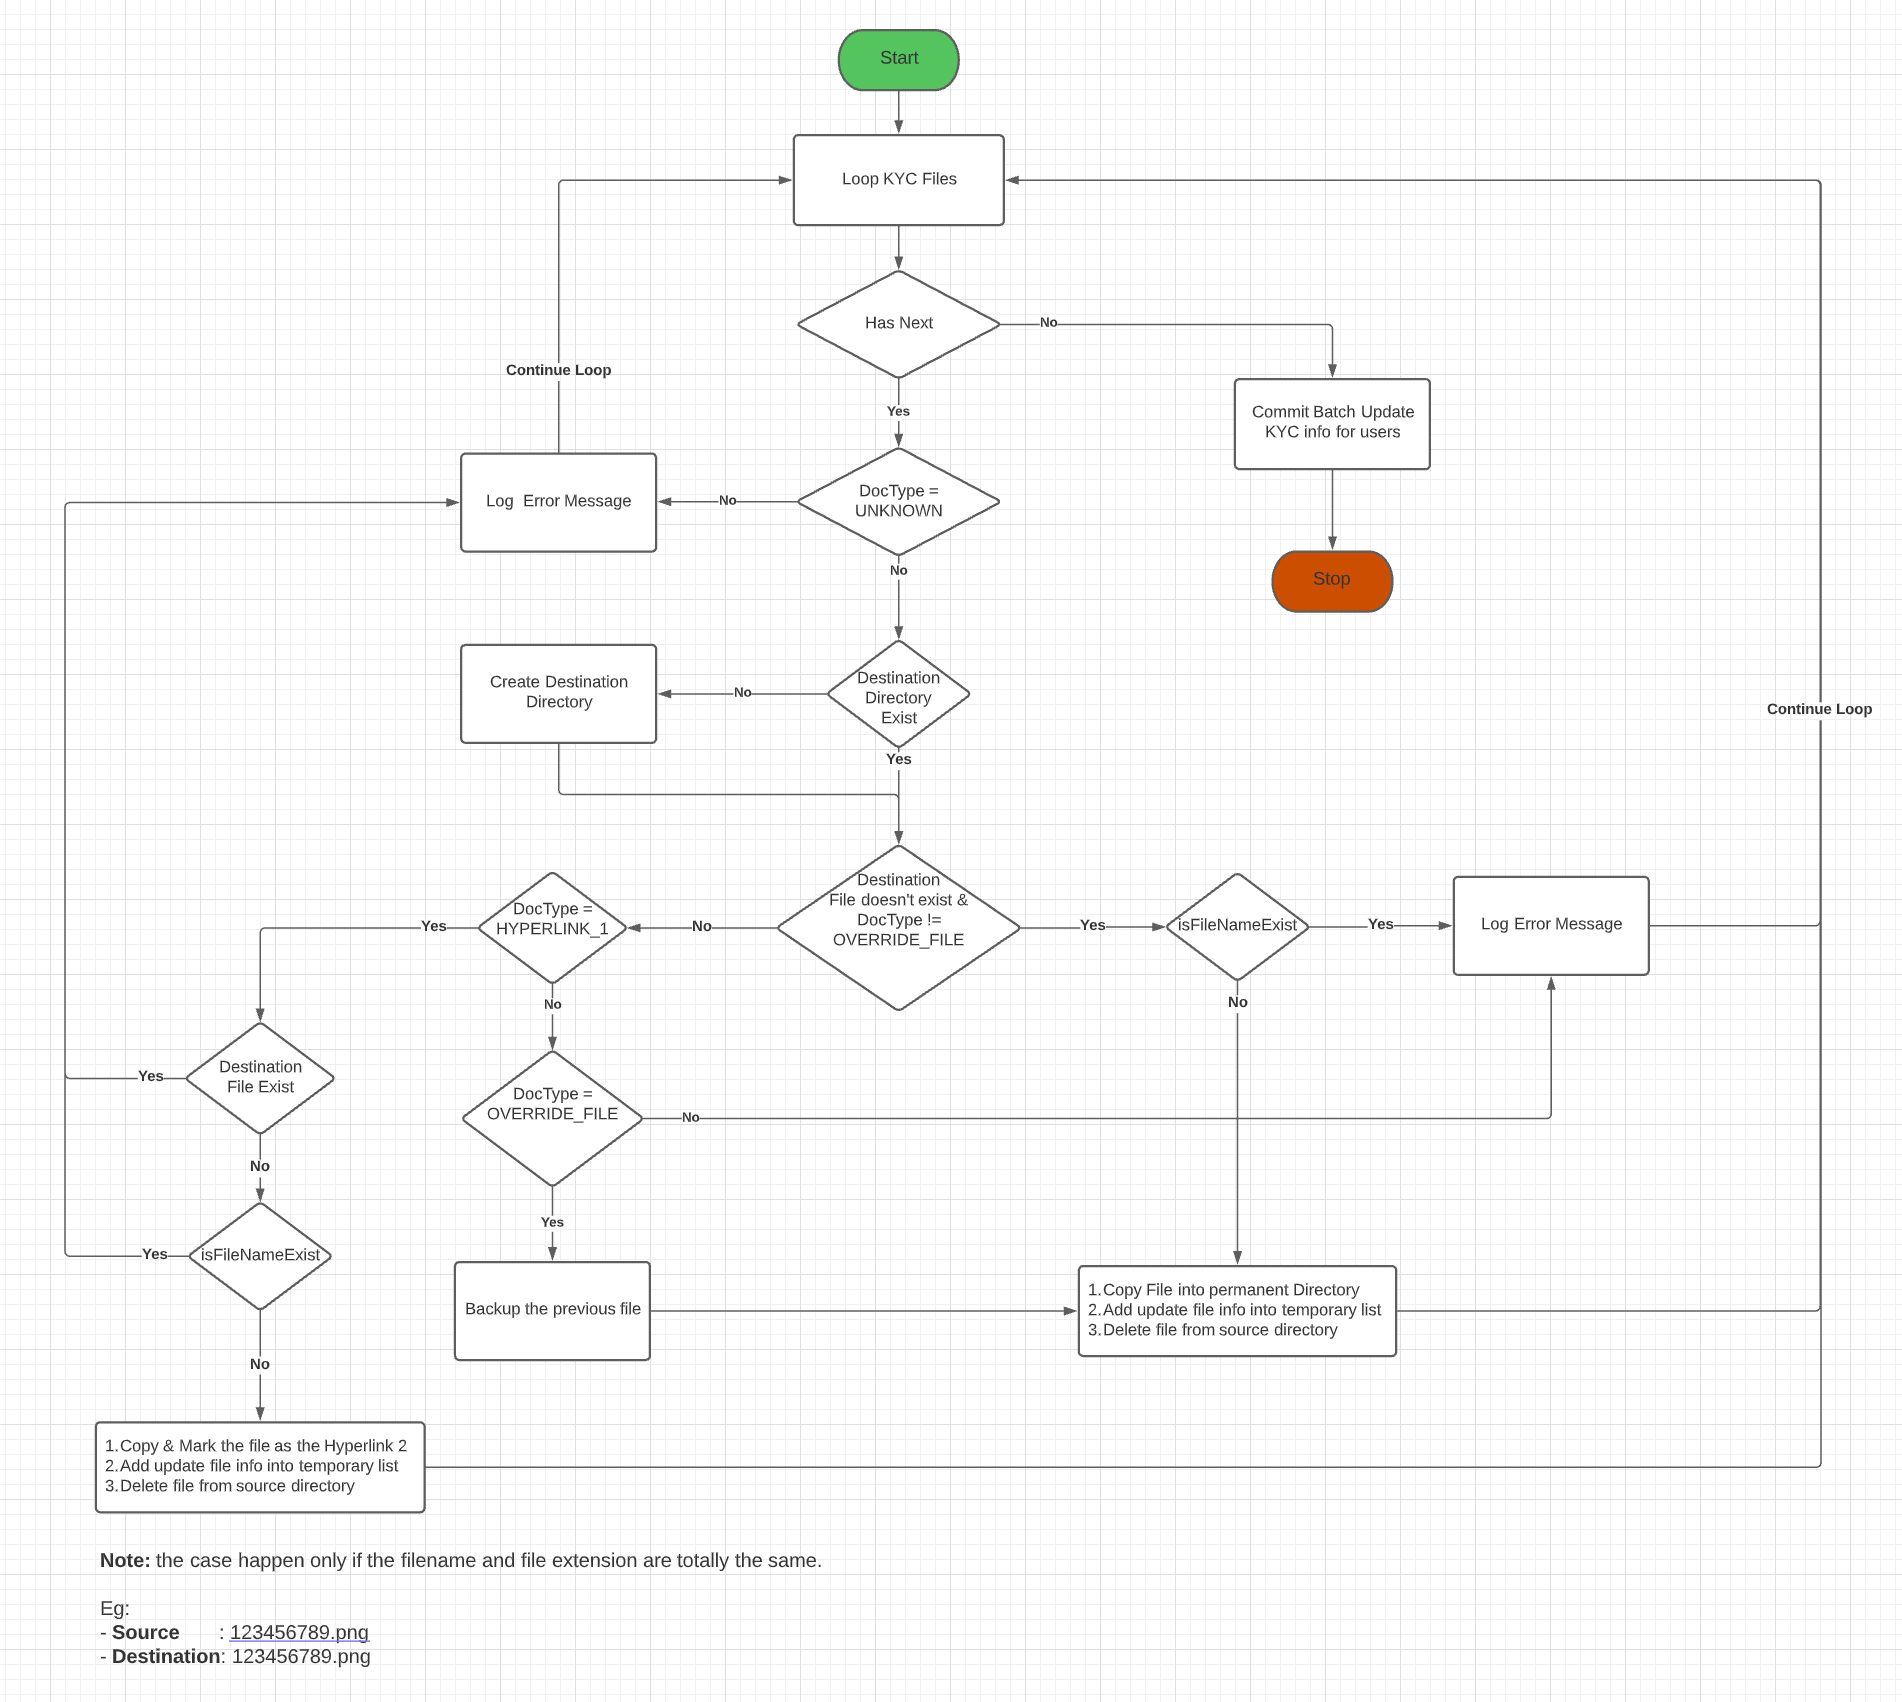 Start
Loop KYC Files
Has Next
No
Continue Loop
Yes
Commit Batch Update
KYC info for users
DocType =
UNKNOWN
No
Log  Error Message
No
Stop
Destination
Directory
Exist
No
Create Destination
Directory
Yes
Continue Loop
Destination
File doesn't exist &
DocType !=
OVERRIDE_FILE
No
DocType =
HYPERLINK_1
Yes
Yes
isFileNameExist
Yes
Log Error Message
No
No
Destination
File Exist
Yes
DocType =
OVERRIDE_FILE
No
No
Yes
isFileNameExist
Yes
Backup the previous file
1.Copy File into permanent Directory
2.Add update file info into temporary list
3.Delete file from source directory
No
1.Copy & Mark the file as the Hyperlink 2
2.Add update file info into temporary list
3.Delete file from source directory
Note: the case happen only if the filename and file extension are totally the same.
Eg:
- Source : 123456789.png
- Destination: 123456789.png